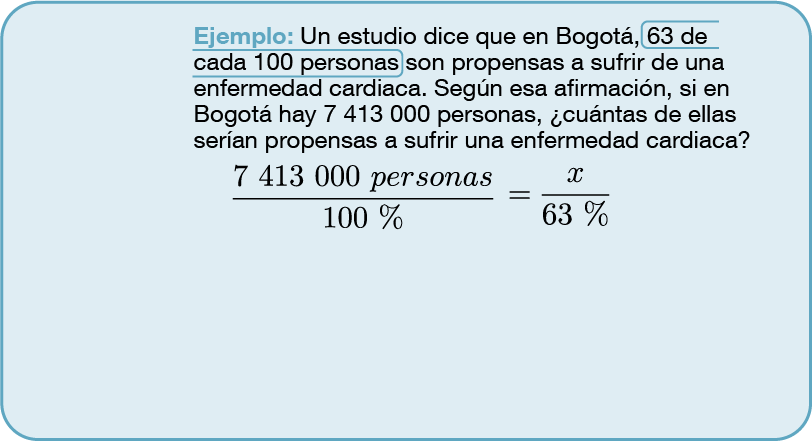 Ejemplo: Un estudio dice que en Bogotá, 63 de
cada 100 personas son propensas a sufrir de una
enfermedad cardiaca. Según esa afirmación, si en
Bogotá hay 7 413 000 personas, ¿cuántas de ellas
serían propensas a sufrir una enfermedad cardiaca?
7 413 000 personas / 100 % = x / 63 %